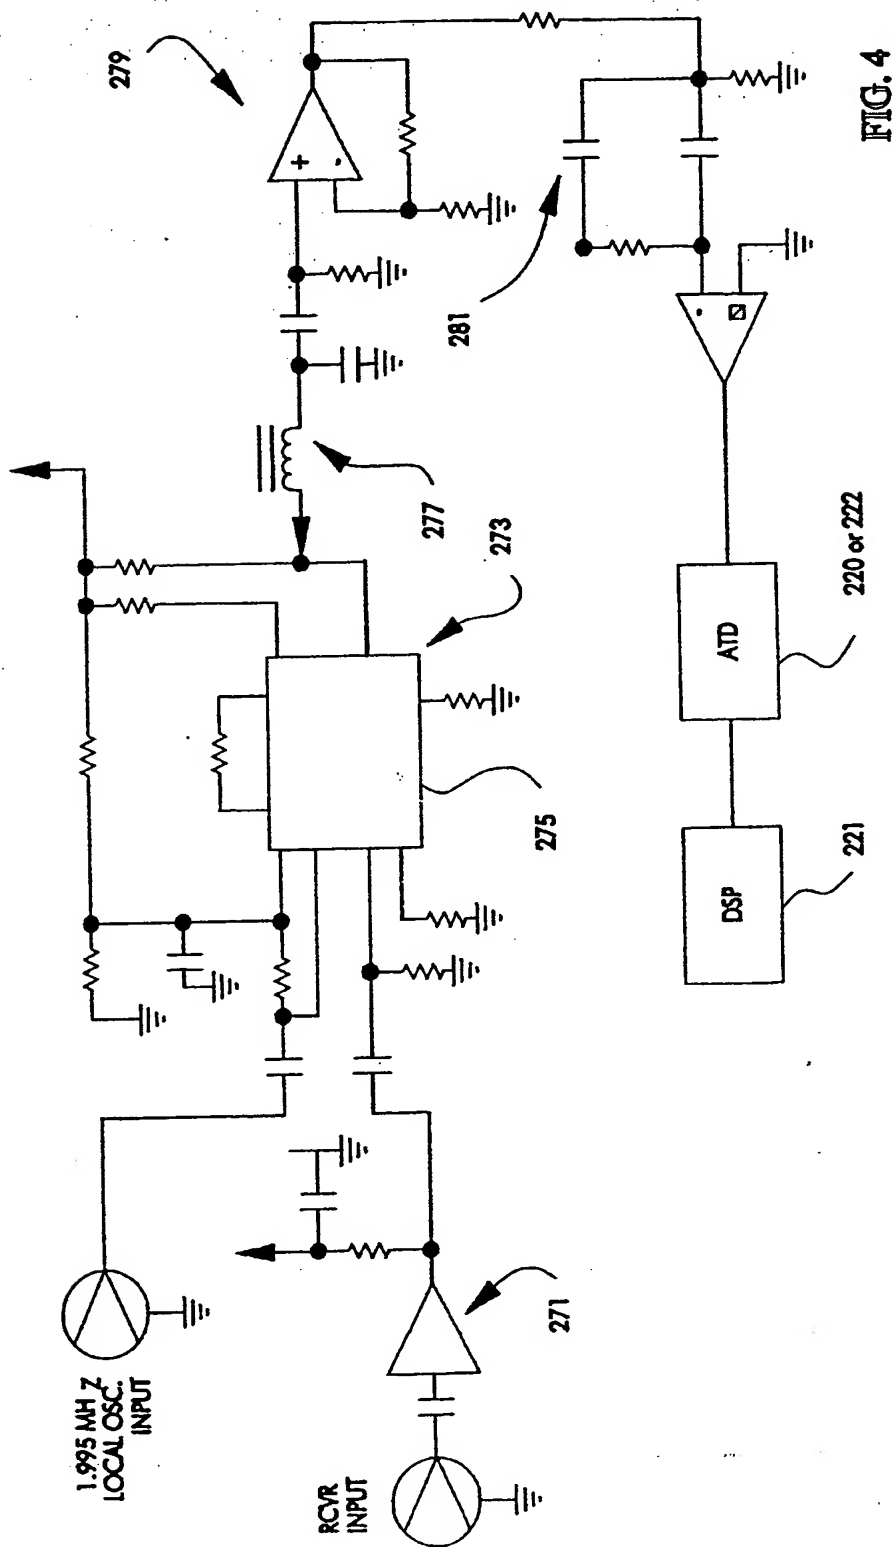 1.995 MH Z
LOCAL OSC.
INPUT
RCVR
INPUT
271
273
275
277
279
+
-
281
-
ATD
220 or 222
DSP
221
FIG. 4